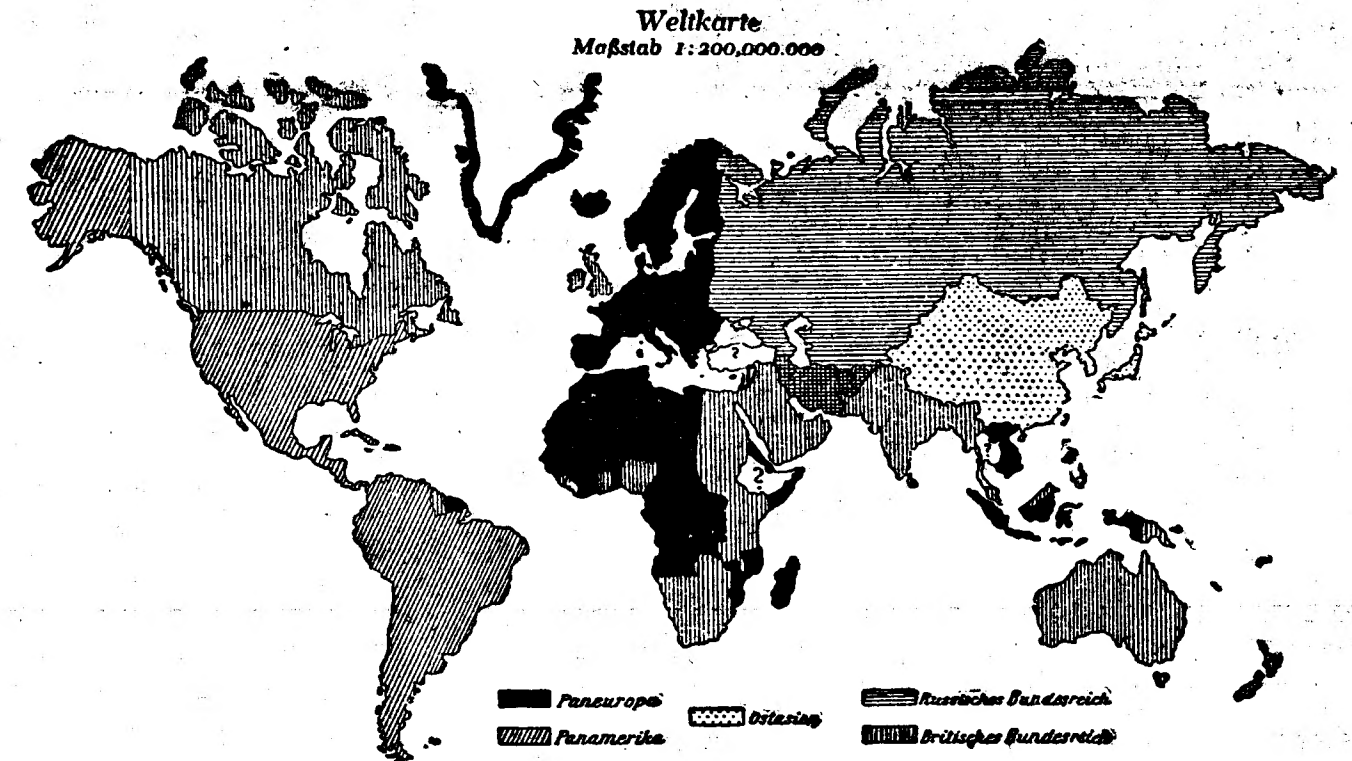 Weltkarte
Maßstab 1:200,000.000
?
?
?
Paneuropa
Panamerika
Ostasien
Russisches Bundesreich
Britisches Bundesreich